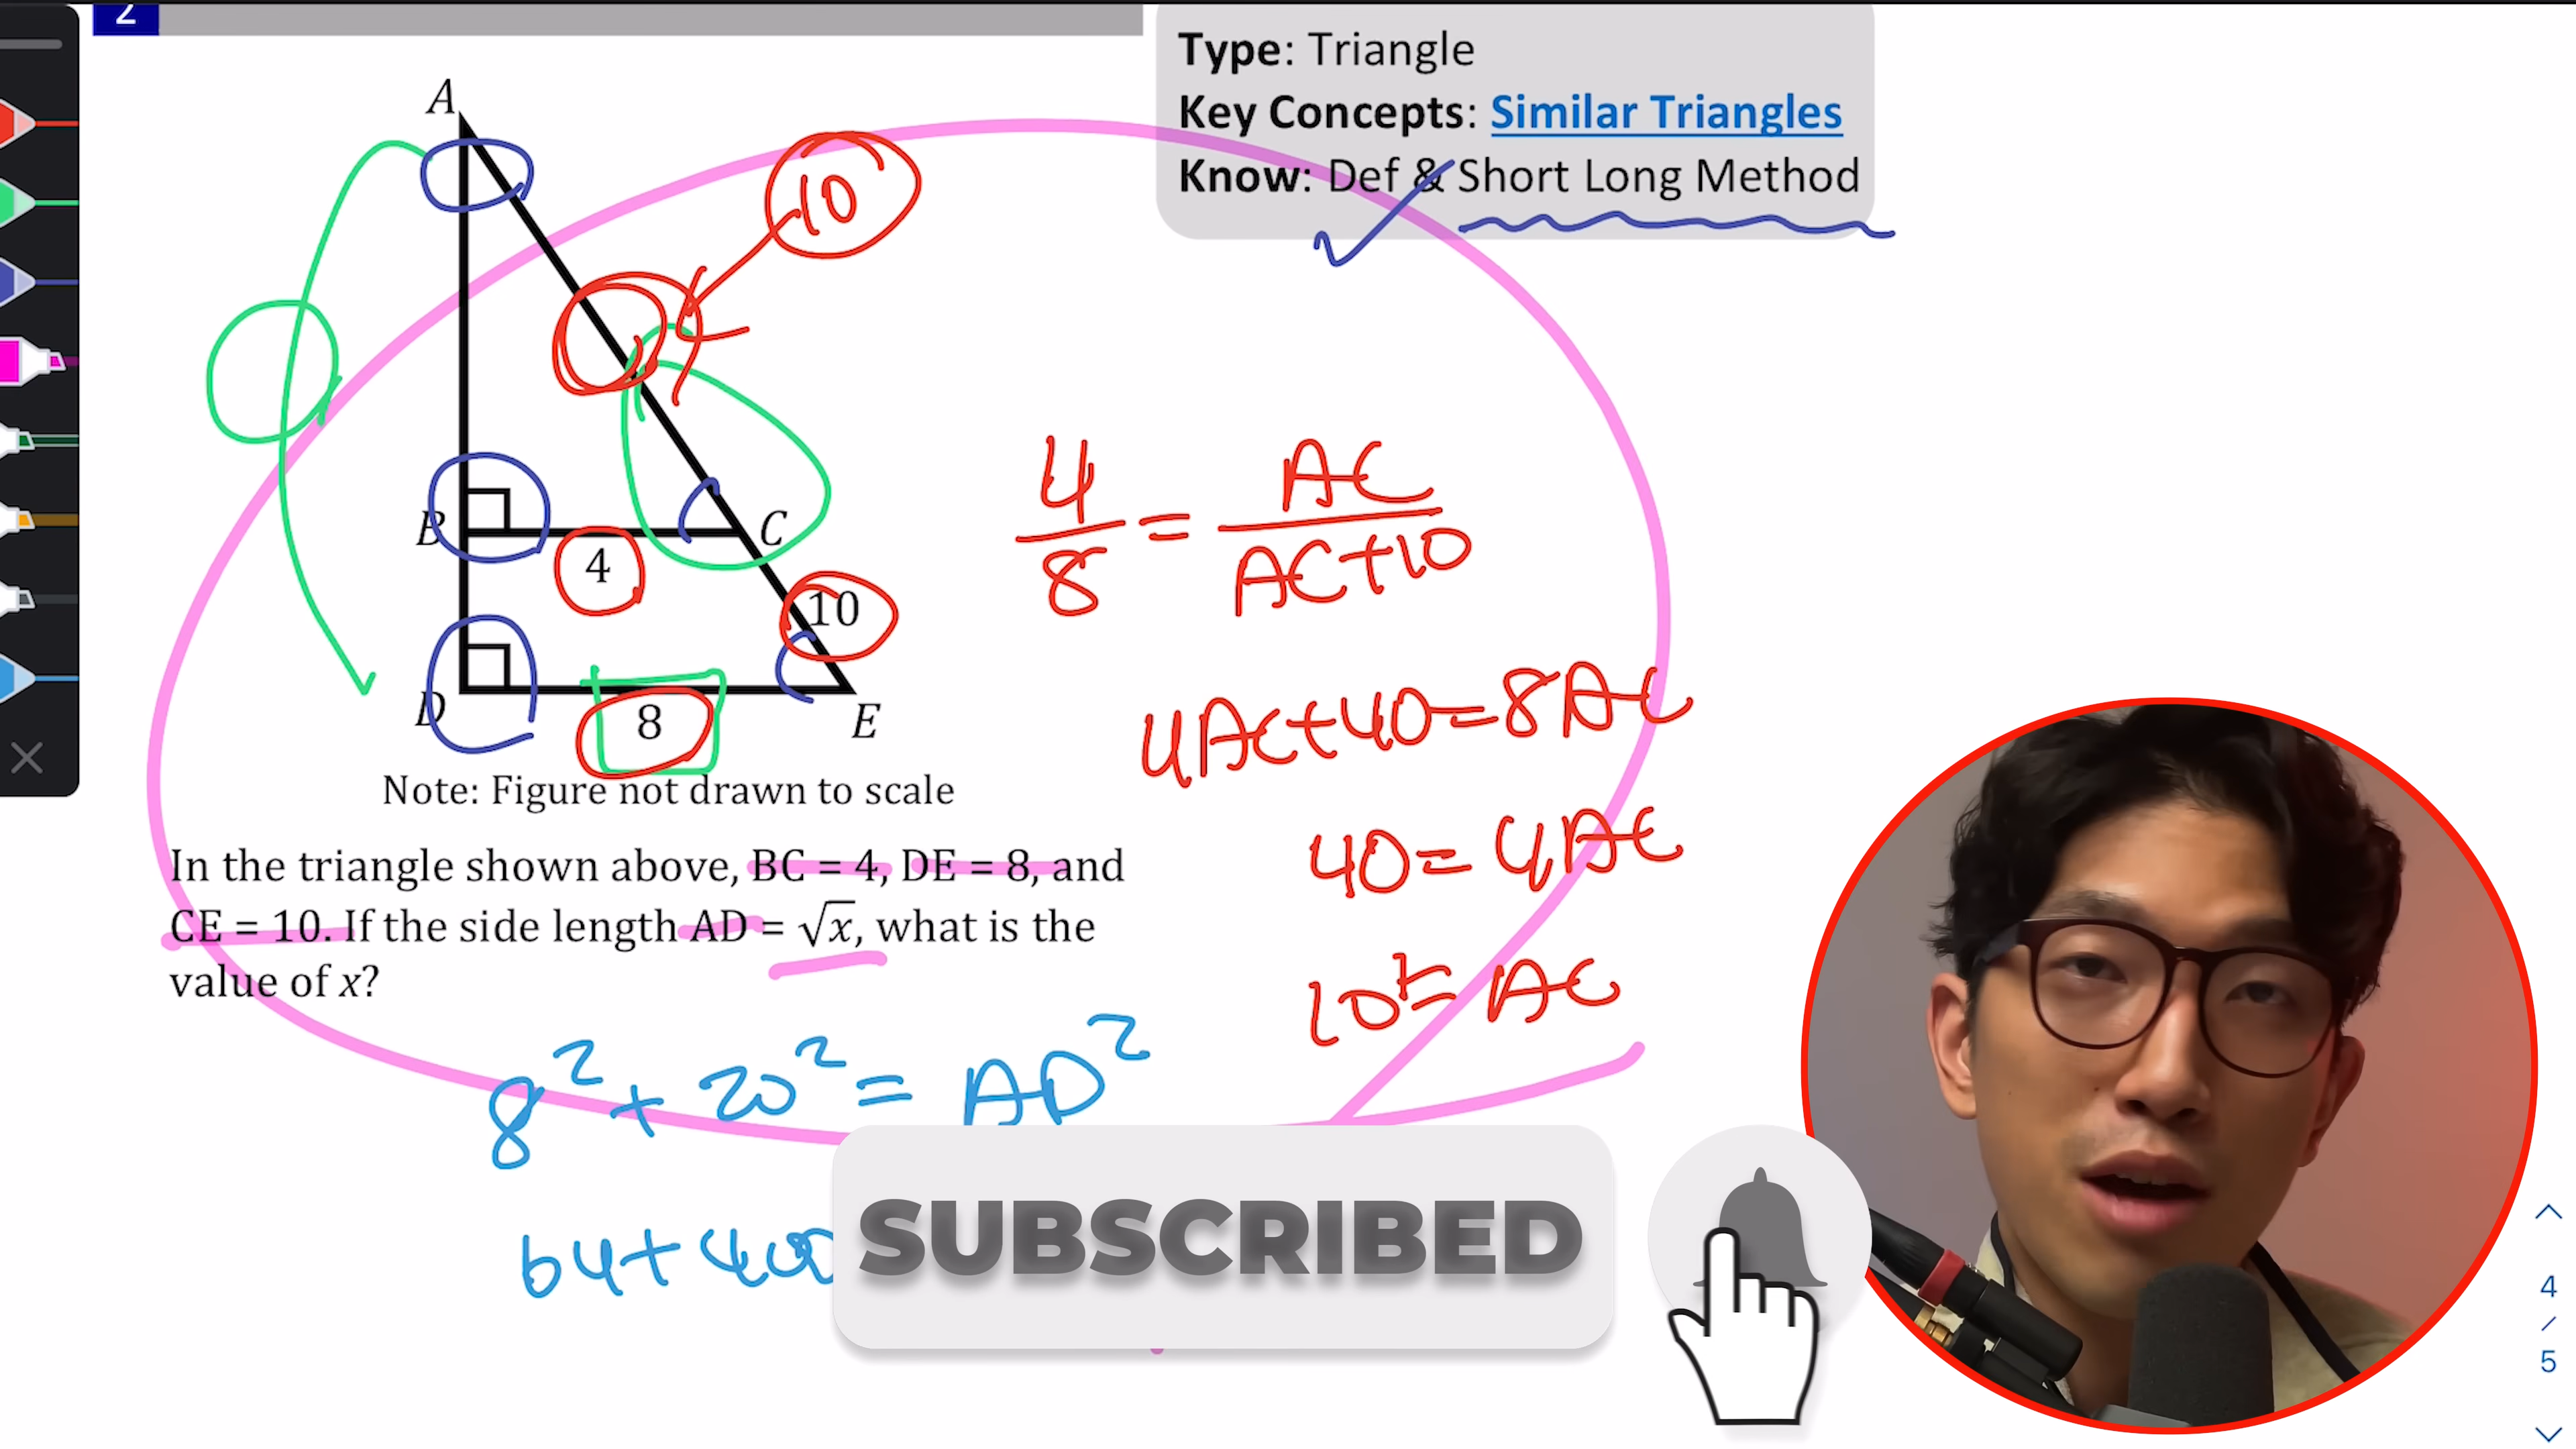 2
Type: Triangle
Key Concepts: Similar Triangles
Know: Def & Short Long Method
A
10
B
C
4
10
D
8
E
Note: Figure not drawn to scale
In the triangle shown above, BC = 4, DE = 8, and
CE = 10. If the side length AD = √x, what is the
value of x?
4/8 = AC/AC+10
4AC+40=8AC
40=4AC
10=AC
8² + 20² = AD²
64+400
SUBSCRIBED
4
/
5